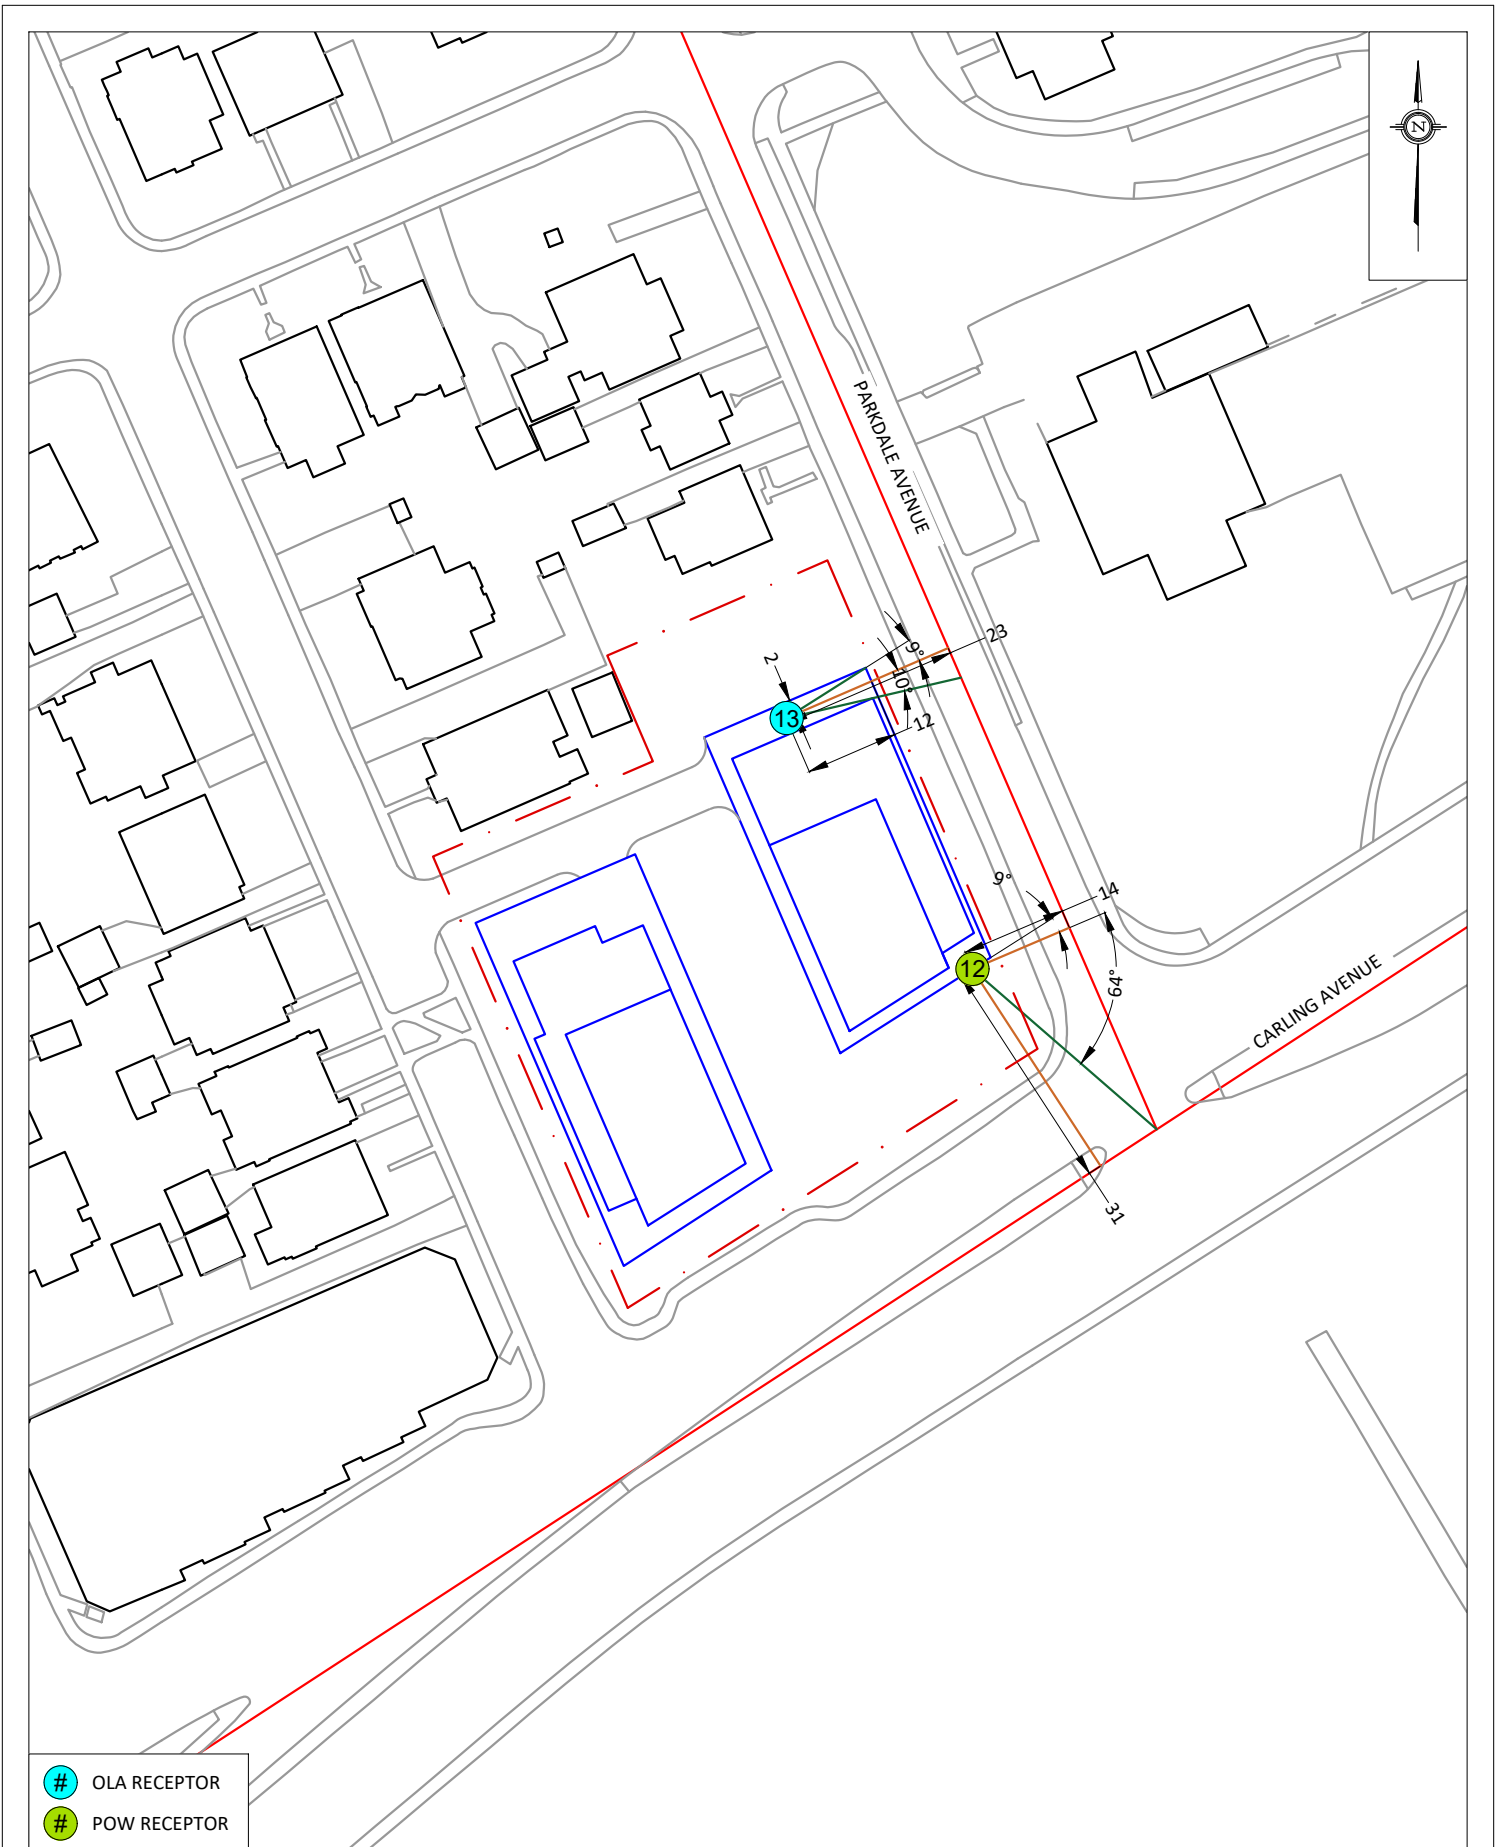 N
PARKDALE AVENUE
23
9°
2
10°
13
12
9°
14
12
64°
CARLING AVENUE
31
# OLA RECEPTOR
# POW RECEPTOR